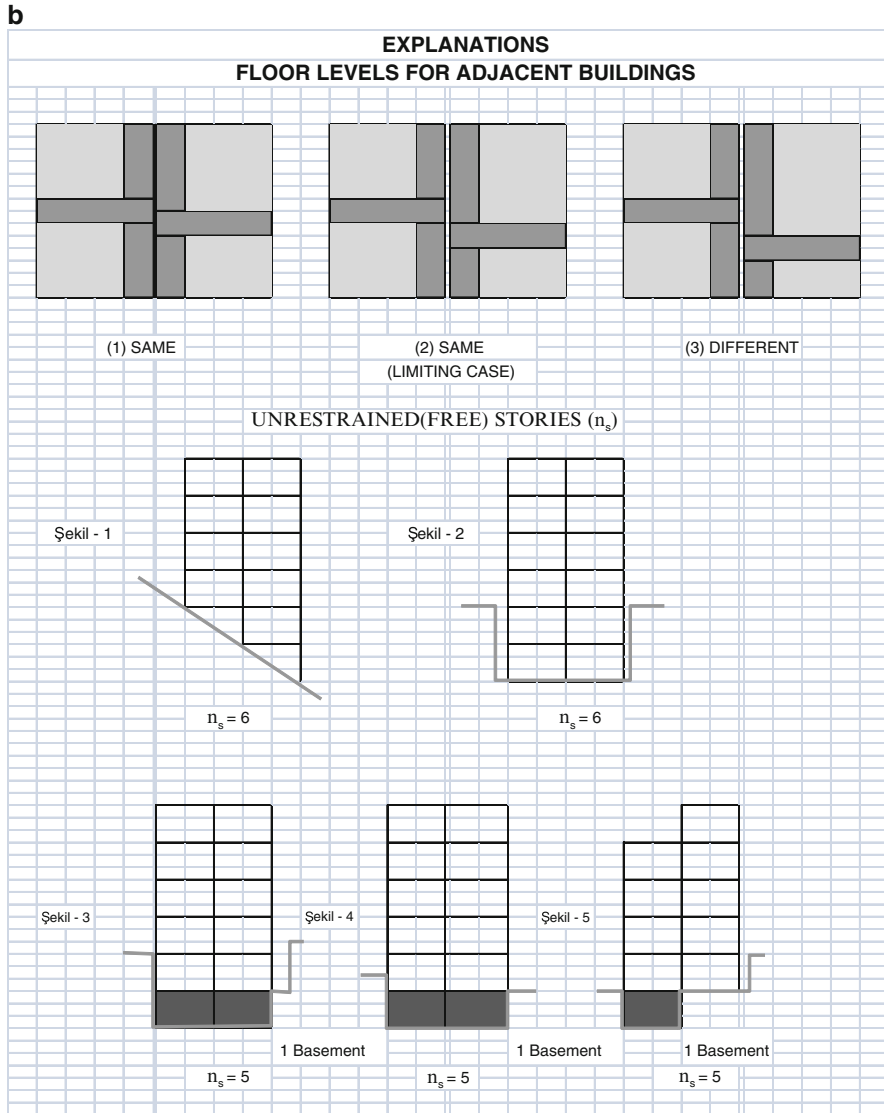 b
EXPLANATIONS
FLOOR LEVELS FOR ADJACENT BUILDINGS
(1) SAME
(2) SAME
(LIMITING CASE)
(3) DIFFERENT
UNRESTRAINED(FREE) STORIES (nₛ)
Şekil - 1
Şekil - 2
nₛ = 6
nₛ = 6
Şekil - 3
Şekil - 4
Şekil - 5
1 Basement
1 Basement
1 Basement
nₛ = 5
nₛ = 5
nₛ = 5